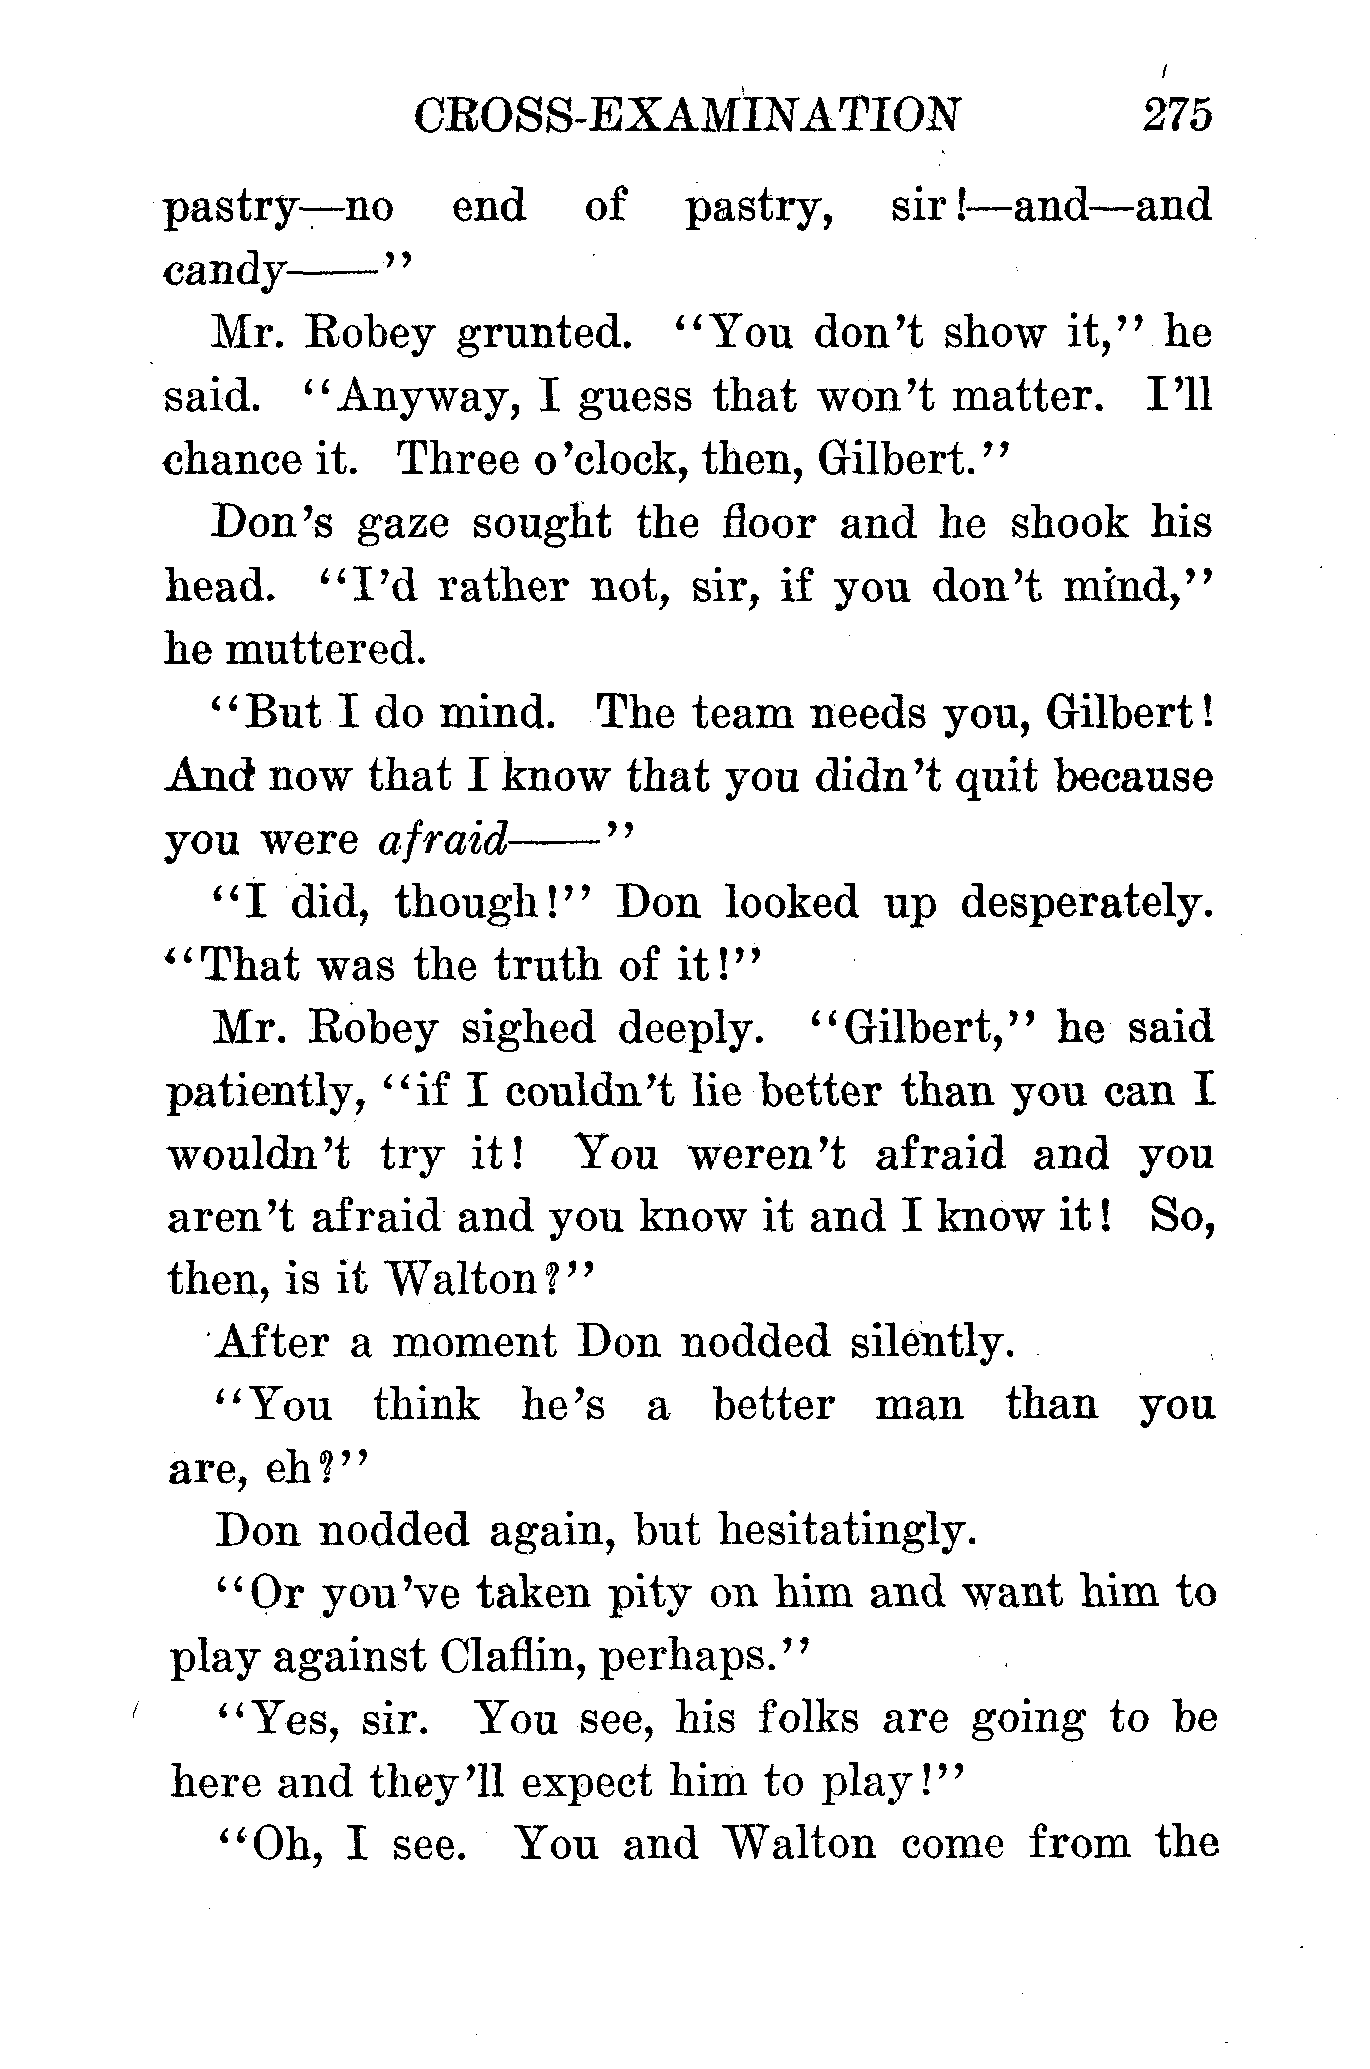 CROSS-EXAMINATION 275
pastry—no end of pastry, sir!—and—and
candy——”
Mr. Robey grunted. “You don’t show it,” he
said. “Anyway, I guess that won’t matter. I’ll
chance it. Three o’clock, then, Gilbert.”
Don’s gaze sought the floor and he shook his
head. “I’d rather not, sir, if you don’t mind,”
he muttered.
“But I do mind. The team needs you, Gilbert!
And now that I know that you didn’t quit because
you were afraid——”
“I did, though!” Don looked up desperately.
“That was the truth of it!”
Mr. Robey sighed deeply. “Gilbert,” he said
patiently, “if I couldn’t lie better than you can I
wouldn’t try it! You weren’t afraid and you
aren’t afraid and you know it and I know it! So,
then, is it Walton?”
After a moment Don nodded silently.
“You think he’s a better man than you
are, eh?”
Don nodded again, but hesitatingly.
“Or you’ve taken pity on him and want him to
play against Claflin, perhaps.”
“Yes, sir. You see, his folks are going to be
here and they’ll expect him to play!”
“Oh, I see. You and Walton come from the